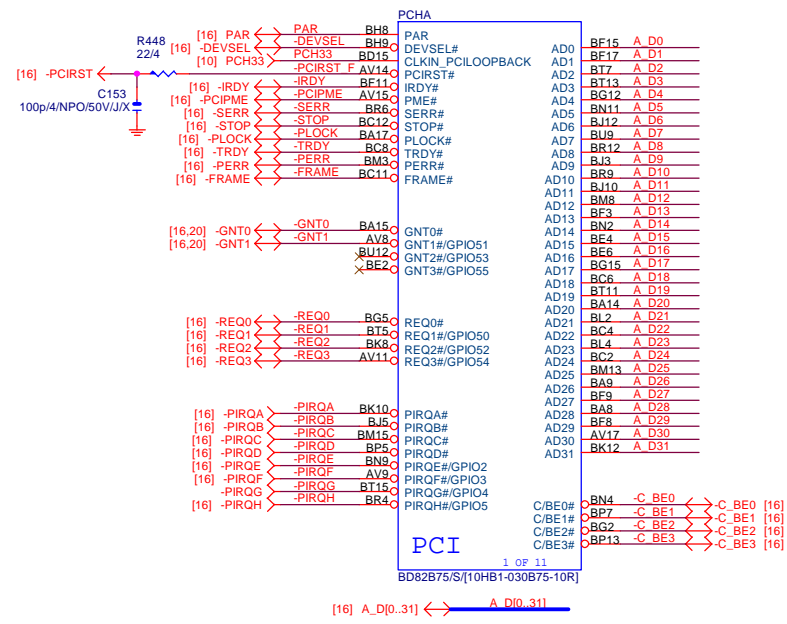 PCHA
R448
22/4
[16] -PCIRST
C153
100p/4/NPO/50V/J/X
[16] PAR PAR BH8 PAR
[16] -DEVSEL -DEVSEL BH9 DEVSEL#
[10] PCH33 PCH33 BD15 CLKIN_PCILOOPBACK
-PCIRST_F AV14 PCIRST#
[16] -IRDY -IRDY BF11 IRDY#
[16] -PCIPME -PCIPME AV15 PME#
[16] -SERR -SERR BR6 SERR#
[16] -STOP -STOP BC12 STOP#
[16] -PLOCK -PLOCK BA17 PLOCK#
[16] -TRDY -TRDY BC8 TRDY#
[16] -PERR -PERR BM3 PERR#
[16] -FRAME -FRAME BC11 FRAME#
[16,20] -GNT0 -GNT0 BA15 GNT0#
[16,20] -GNT1 -GNT1 AV8 GNT1#/GPIO51
BU12 GNT2#/GPIO53
BE2 GNT3#/GPIO55
[16] -REQ0 -REQ0 BG5 REQ0#
[16] -REQ1 -REQ1 BT5 REQ1#/GPIO50
[16] -REQ2 -REQ2 BK8 REQ2#/GPIO52
[16] -REQ3 -REQ3 AV11 REQ3#/GPIO54
[16] -PIRQA -PIRQA BK10 PIRQA#
[16] -PIRQB -PIRQB BJ5 PIRQB#
[16] -PIRQC -PIRQC BM15 PIRQC#
[16] -PIRQD -PIRQD BP5 PIRQD#
[16] -PIRQE -PIRQE BN9 PIRQE#/GPIO2
[16] -PIRQF -PIRQF AV9 PIRQF#/GPIO3
-PIRQG -PIRQG BT15 PIRQG#/GPIO4
[16] -PIRQH -PIRQH BR4 PIRQH#/GPIO5
AD0 BF15 A_D0
AD1 BF17 A_D1
AD2 BT7 A_D2
AD3 BT13 A_D3
AD4 BG12 A_D4
AD5 BN11 A_D5
AD6 BJ12 A_D6
AD7 BU9 A_D7
AD8 BR12 A_D8
AD9 BJ3 A_D9
AD10 BR9 A_D10
AD11 BJ10 A_D11
AD12 BM8 A_D12
AD13 BF3 A_D13
AD14 BN2 A_D14
AD15 BE4 A_D15
AD16 BE6 A_D16
AD17 BG15 A_D17
AD18 BC6 A_D18
AD19 BT11 A_D19
AD20 BA14 A_D20
AD21 BL2 A_D21
AD22 BC4 A_D22
AD23 BL4 A_D23
AD24 BC2 A_D24
AD25 BM13 A_D25
AD26 BA9 A_D26
AD27 BF9 A_D27
AD28 BA8 A_D28
AD29 BF8 A_D29
AD30 AV17 A_D30
AD31 BK12 A_D31
C/BE0# BN4 -C_BE0 -C_BE0 [16]
C/BE1# BP7 -C_BE1 -C_BE1 [16]
C/BE2# BG2 -C_BE2 -C_BE2 [16]
C/BE3# BP13 -C_BE3 -C_BE3 [16]
PCI
1 OF 11
BD82B75/S/[10HB1-030B75-10R]
[16] A_D[0..31] A_D[0..31]